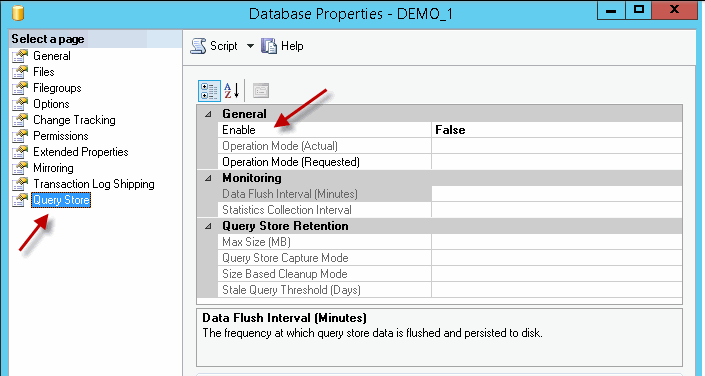 Database Properties - DEMO_1
Select a page
General
Files
Filegroups
Options
Change Tracking
Permissions
Extended Properties
Mirroring
Transaction Log Shipping
Query Store
Script
Help
General
Enable False
Operation Mode (Actual)
Operation Mode (Requested)
Monitoring
Data Flush Interval (Minutes)
Statistics Collection Interval
Query Store Retention
Max Size (MB)
Query Store Capture Mode
Size Based Cleanup Mode
Stale Query Threshold (Days)
Data Flush Interval (Minutes)
The frequency at which query store data is flushed and persisted to disk.